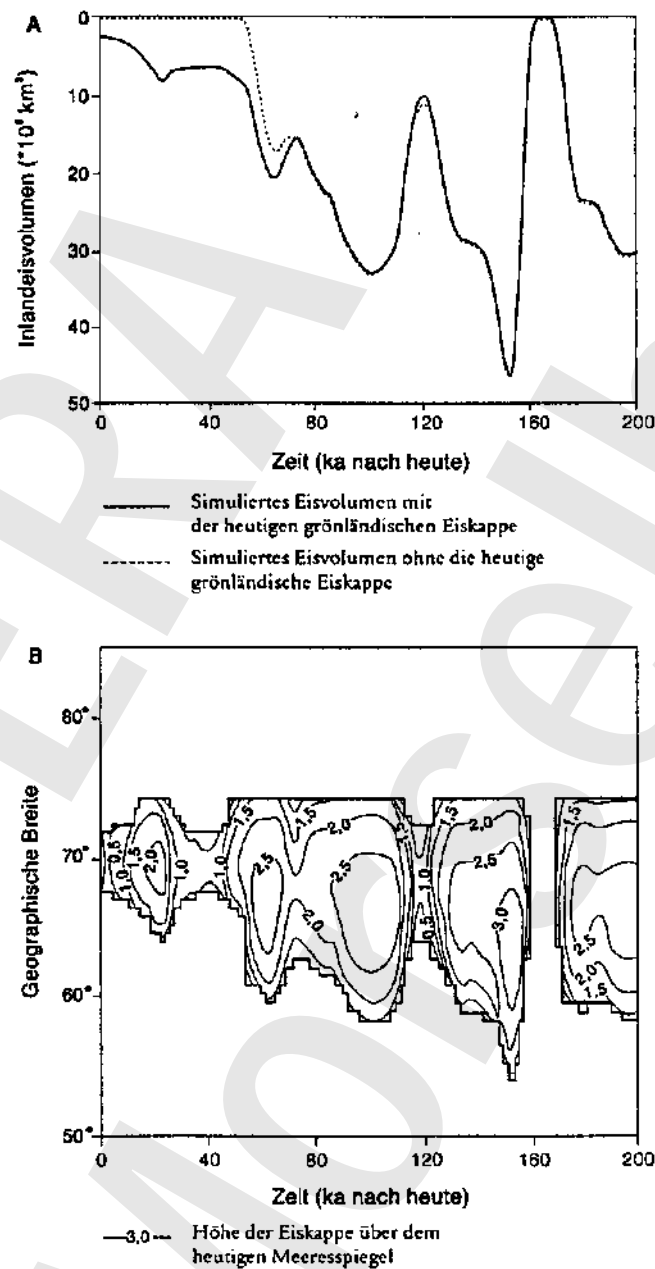 A
0
10
20
30
40
50
Inlandeisvolumen (*10⁶ km³)
0 40 80 120 160 200
Zeit (ka nach heute)
Simuliertes Eisvolumen mit
der heutigen grönländischen Eiskappe
Simuliertes Eisvolumen ohne die heutige
grönländische Eiskappe
B
80°
70°
60°
50°
Geographische Breite
0,5
1,0
1,5
2,0
1,0
1,5
2,5
1,5
2,0
2,5
2,0
1,0
0,5
1,5
2,0
2,5
3,0
1,5
2,5
2,0
1,5
0 40 80 120 160 200
Zeit (ka nach heute)
3,0 Höhe der Eiskappe über dem
heutigen Meeresspiegel